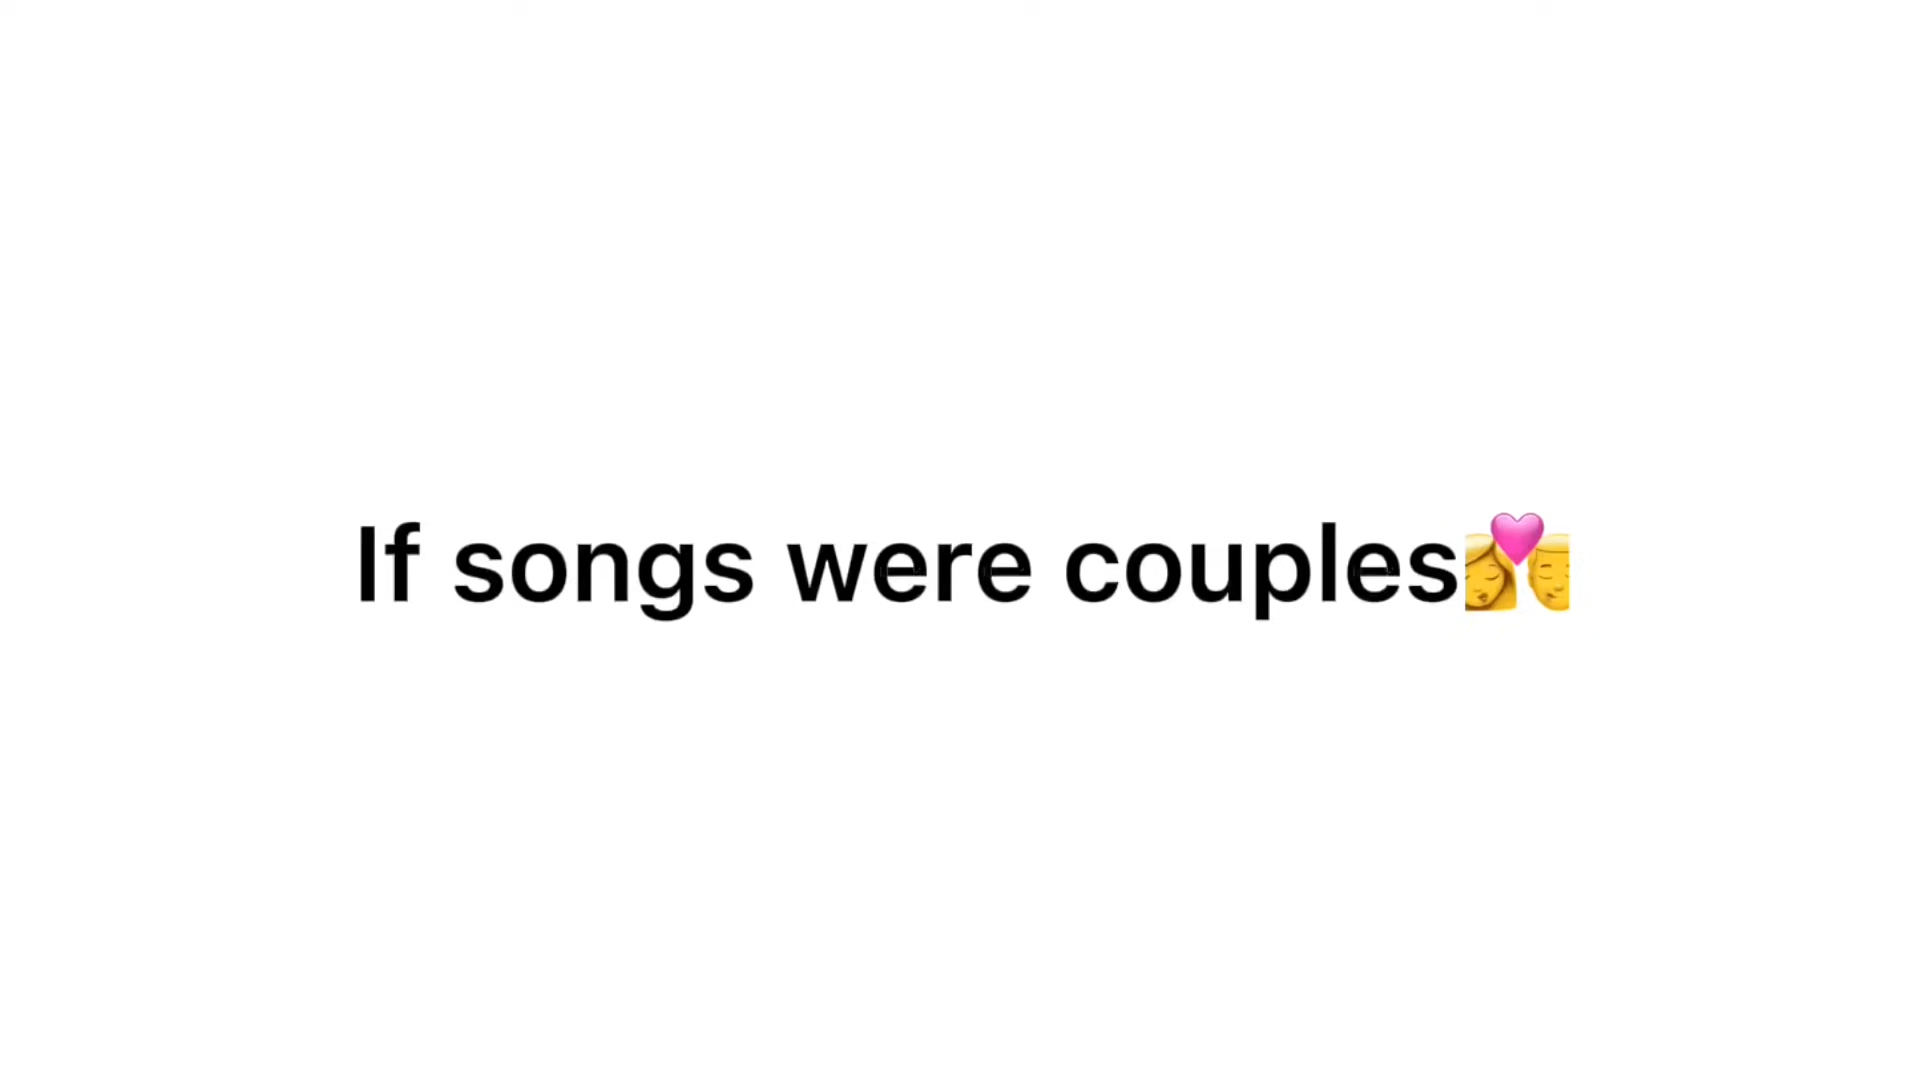 If songs were couples👩‍❤️‍💋‍👨